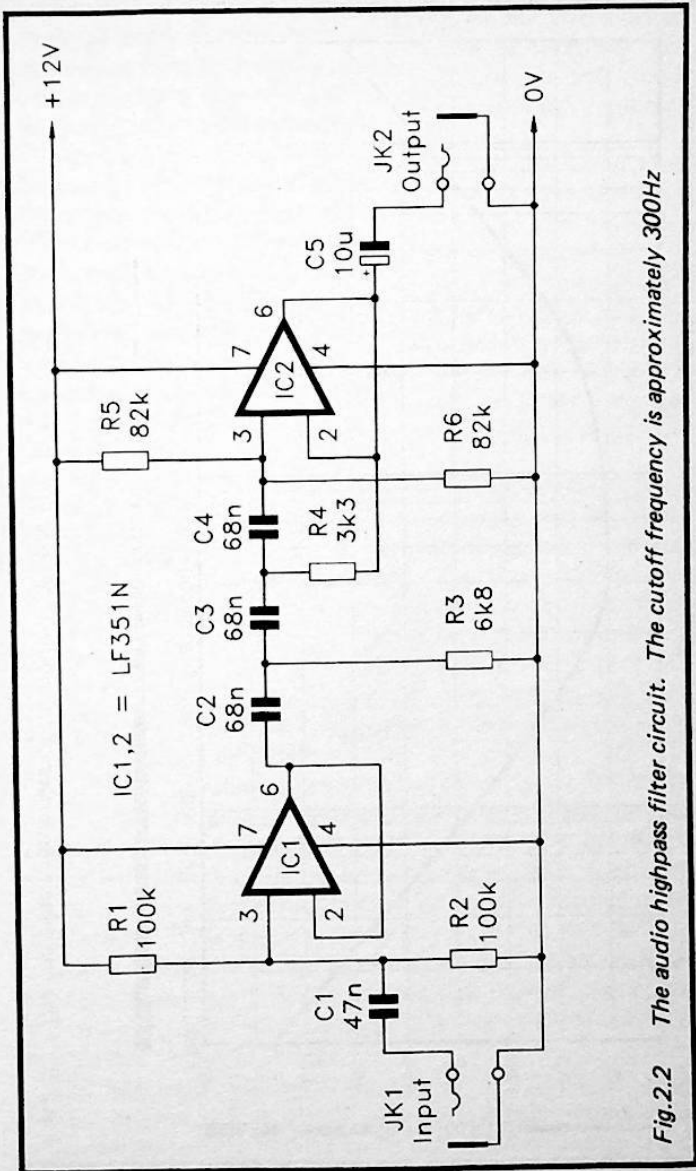 +12V
IC1,2 = LF351N
R1
100k
R5
82k
C2
68n
C3
68n
C4
68n
3
7
6
IC1
2
4
3
7
6
IC2
2
4
C1
47n
R4
3k3
C5
10u
+
JK1
Input
R2
100k
R3
6k8
R6
82k
JK2
Output
0V
Fig.2.2 The audio highpass filter circuit. The cutoff frequency is approximately 300Hz